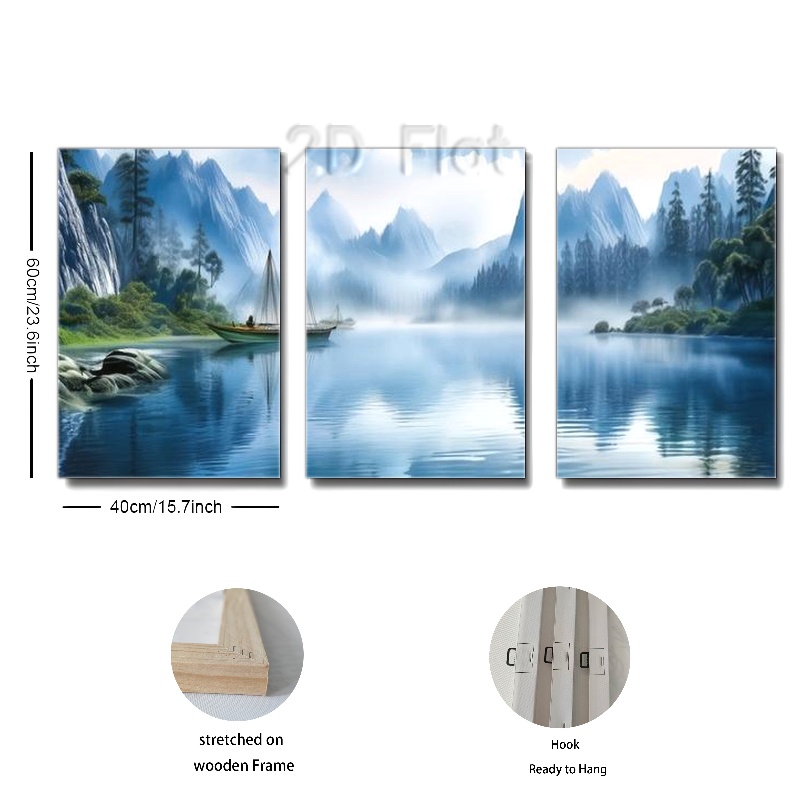 2D Flat
60cm/23.6inch
40cm/15.7inch
stretched on
wooden Frame
Hook
Ready to Hang